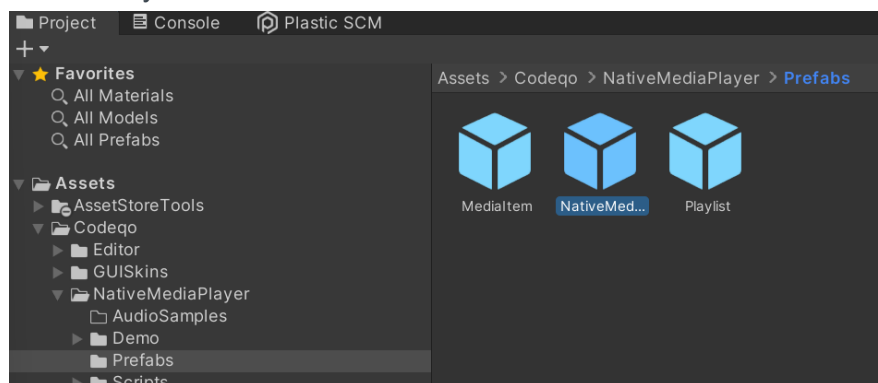 Project Console Plastic SCM
Favorites
All Materials
All Models
All Prefabs
Assets
AssetStoreTools
Codeqo
Editor
GUISkins
NativeMediaPlayer
AudioSamples
Demo
Prefabs
Scripts
Assets > Codeqo > NativeMediaPlayer > Prefabs
MediaItem NativeMed... Playlist